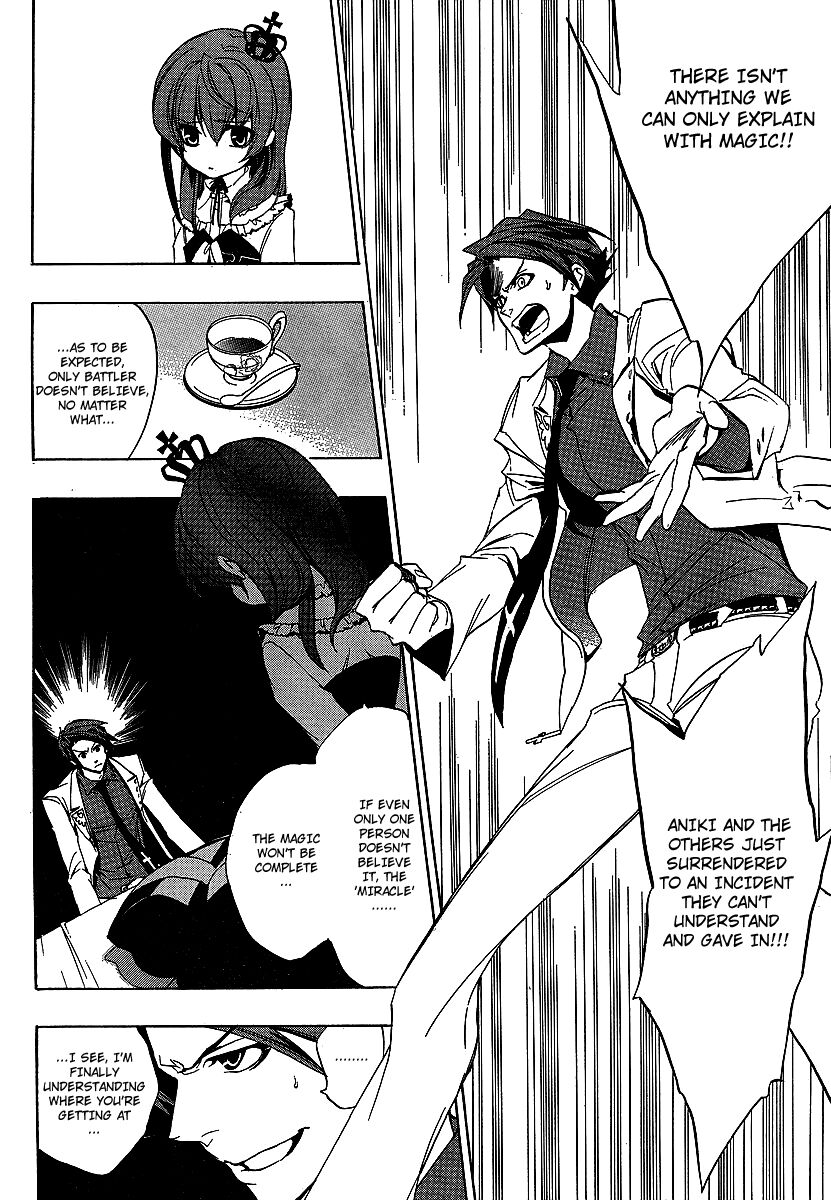 THERE ISN'T
ANYTHING WE
CAN ONLY EXPLAIN
WITH MAGIC!!
ANIKI AND THE
OTHERS JUST
SURRENDERED
TO AN INCIDENT
THEY CAN'T
UNDERSTAND
AND GAVE IN!!!
...AS TO BE
EXPECTED,
ONLY BATTLER
DOESN'T BELIEVE,
NO MATTER
WHAT...
IF EVEN
ONLY ONE
PERSON
DOESN'T
BELIEVE
IT, THE
'MIRACLE'
......
THE MAGIC
WON'T BE
COMPLETE
...
.........
...I SEE, I'M
FINALLY
UNDERSTANDING
WHERE YOU'RE
GETTING AT
...